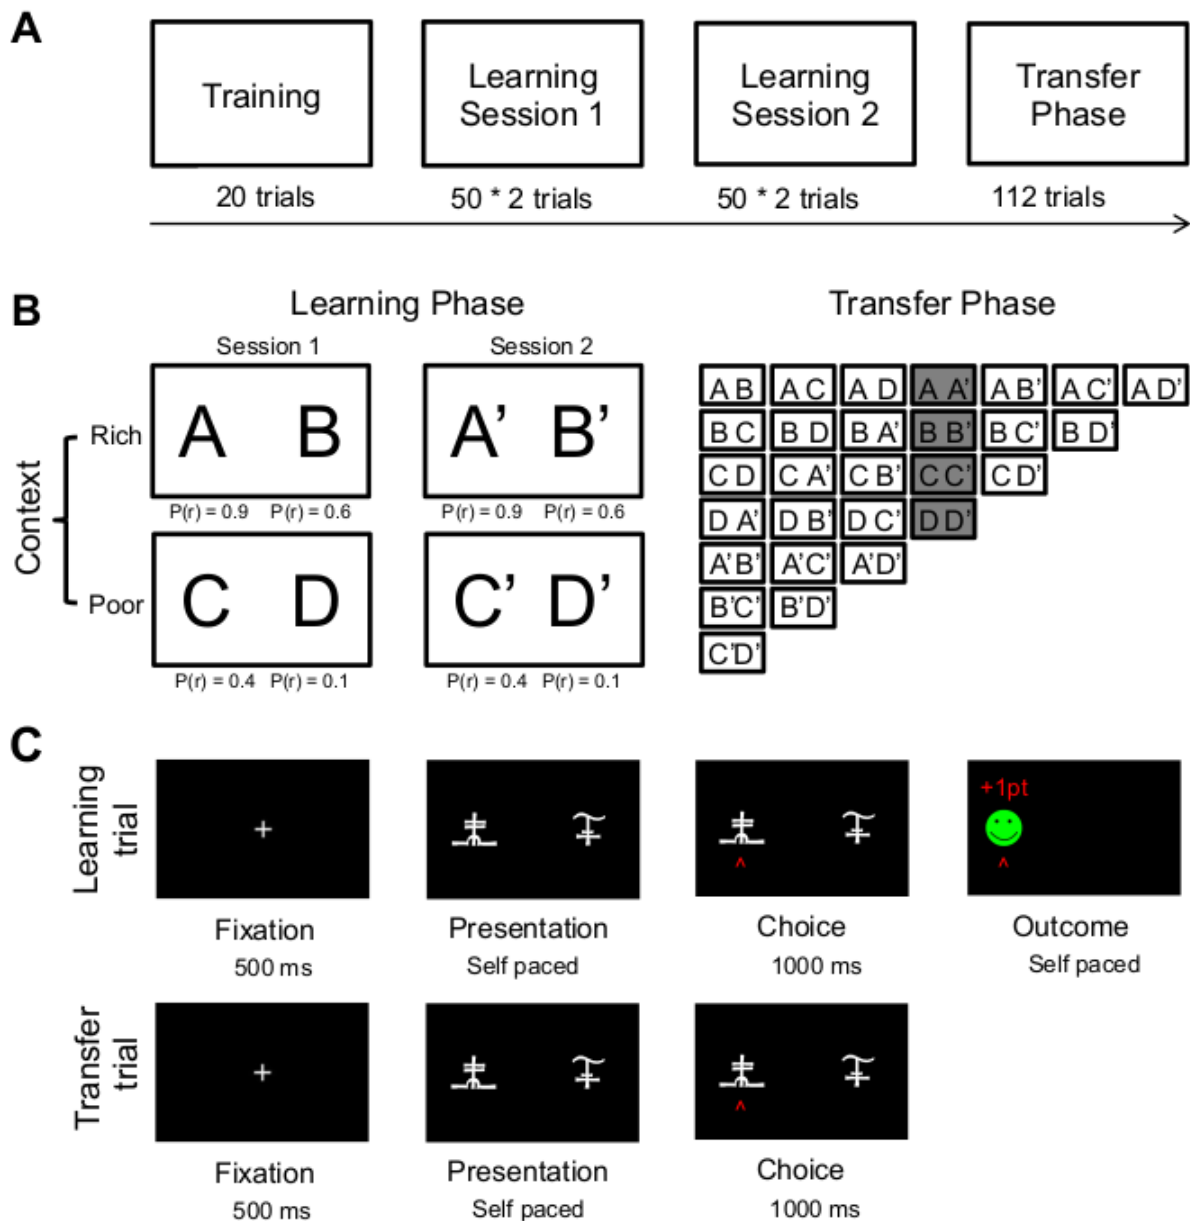 A
Training
Learning
Session 1
Learning
Session 2
Transfer
Phase
20 trials
50 * 2 trials
50 * 2 trials
112 trials
B
Learning Phase
Transfer Phase
Session 1
Session 2
Context
Rich
A B
A' B'
P(r) = 0.9 P(r) = 0.6
P(r) = 0.9 P(r) = 0.6
Poor
C D
C' D'
P(r) = 0.4 P(r) = 0.1
P(r) = 0.4 P(r) = 0.1
A B A C A D A A' A B' A C' A D'
B C B D B A' B B' B C' B D'
C D C A' C B' C C' C D'
D A' D B' D C' D D'
A'B' A'C' A'D'
B'C' B'D'
C'D'
C
Learning
trial
+1pt
Fixation
500 ms
Presentation
Self paced
Choice
1000 ms
Outcome
Self paced
Transfer
trial
Fixation
500 ms
Presentation
Self paced
Choice
1000 ms